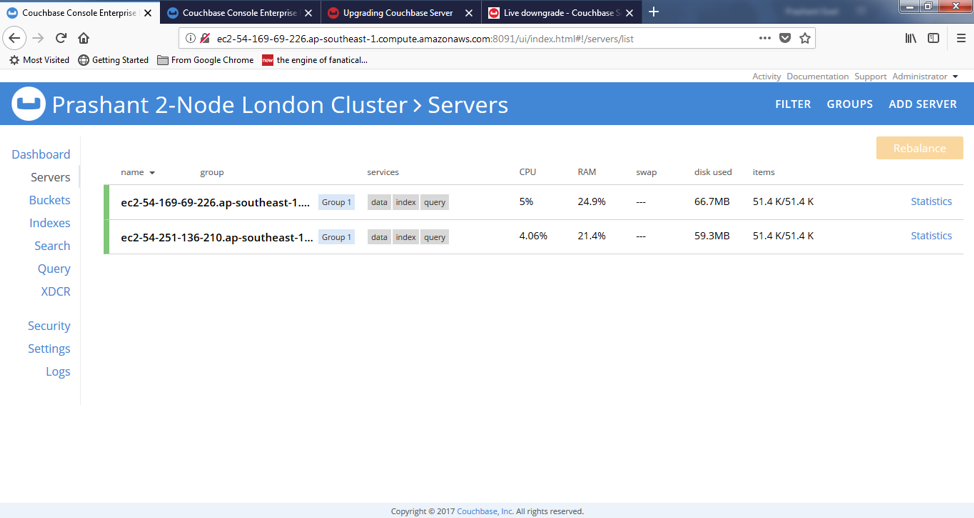 Couchbase Console Enterprise
Couchbase Console Enterprise
Upgrading Couchbase Server
Live downgrade - Couchbase S
ec2-54-169-69-226.ap-southeast-1.compute.amazonaws.com:8091/ui/index.html#!/servers/list
Most Visited Getting Started From Google Chrome now the engine of fanatical...
Activity Documentation Support Administrator
Prashant 2-Node London Cluster > Servers FILTER GROUPS ADD SERVER
Rebalance
Dashboard
Servers
Buckets
Indexes
Search
Query
XDCR
Security
Settings
Logs
name group services CPU RAM swap disk used items
ec2-54-169-69-226.ap-southeast-1.... Group 1 data index query 5% 24.9% --- 66.7MB 51.4 K/51.4 K Statistics
ec2-54-251-136-210.ap-southeast-1... Group 1 data index query 4.06% 21.4% --- 59.3MB 51.4 K/51.4 K Statistics
Copyright © 2017 Couchbase, Inc. All rights reserved.